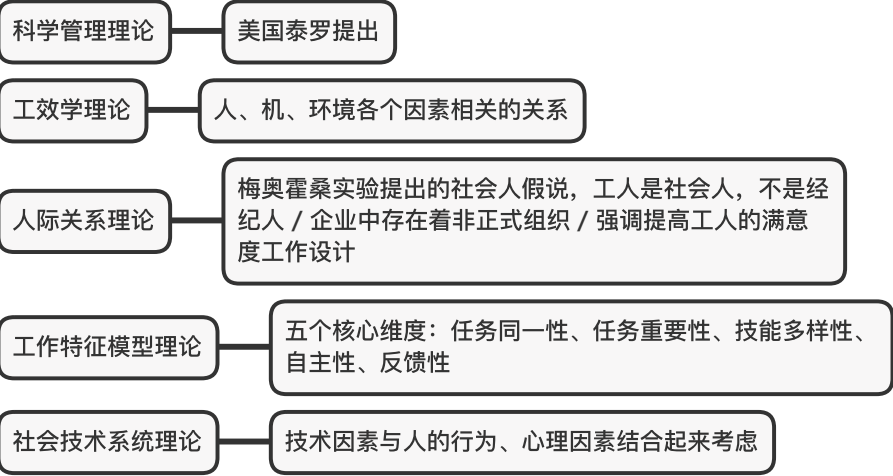 科学管理理论
美国泰罗提出
工效学理论
人、机、环境各个因素相关的关系
人际关系理论
梅奥霍桑实验提出的社会人假说，工人是社会人，不是经
纪人 / 企业中存在着非正式组织 / 强调提高工人的满意
度工作设计
工作特征模型理论
五个核心维度：任务同一性、任务重要性、技能多样性、
自主性、反馈性
社会技术系统理论
技术因素与人的行为、心理因素结合起来考虑